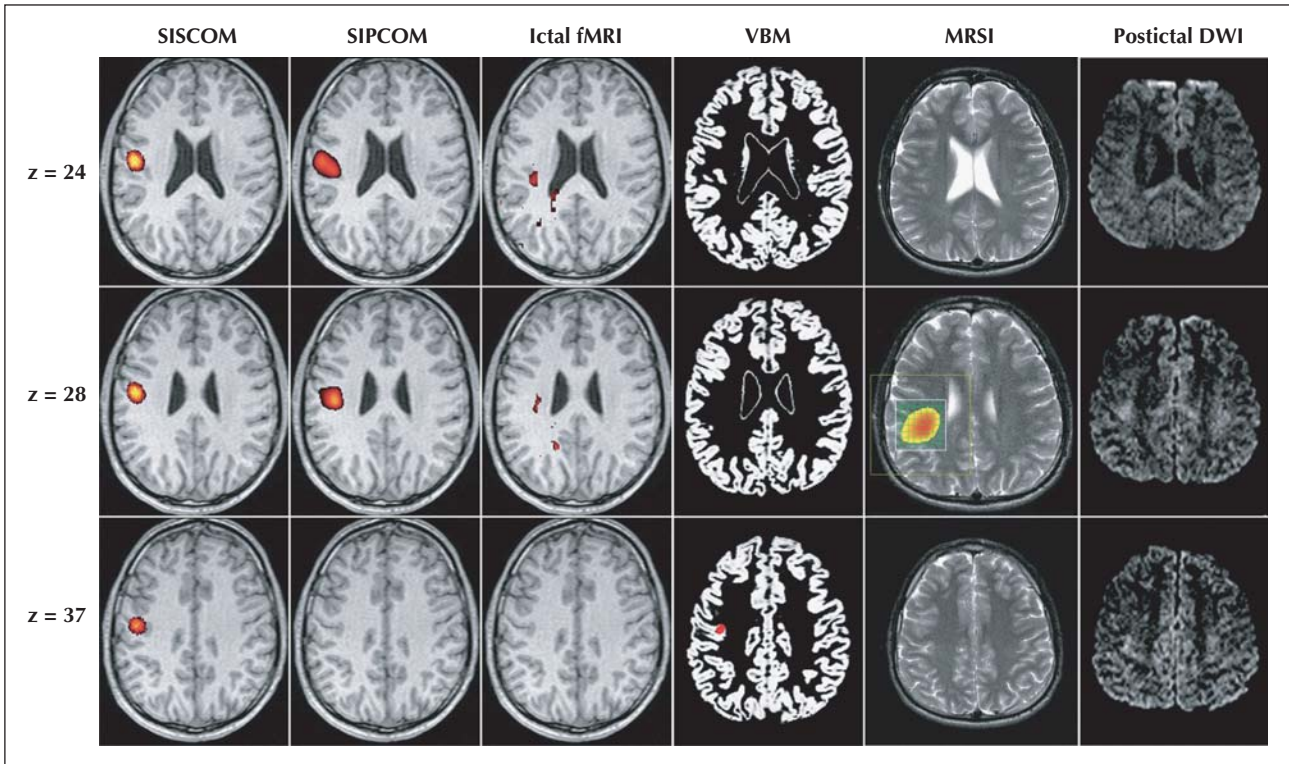 SISCOM SIPCOM Ictal fMRI VBM MRSI Postictal DWI
z = 24
z = 28
z = 37